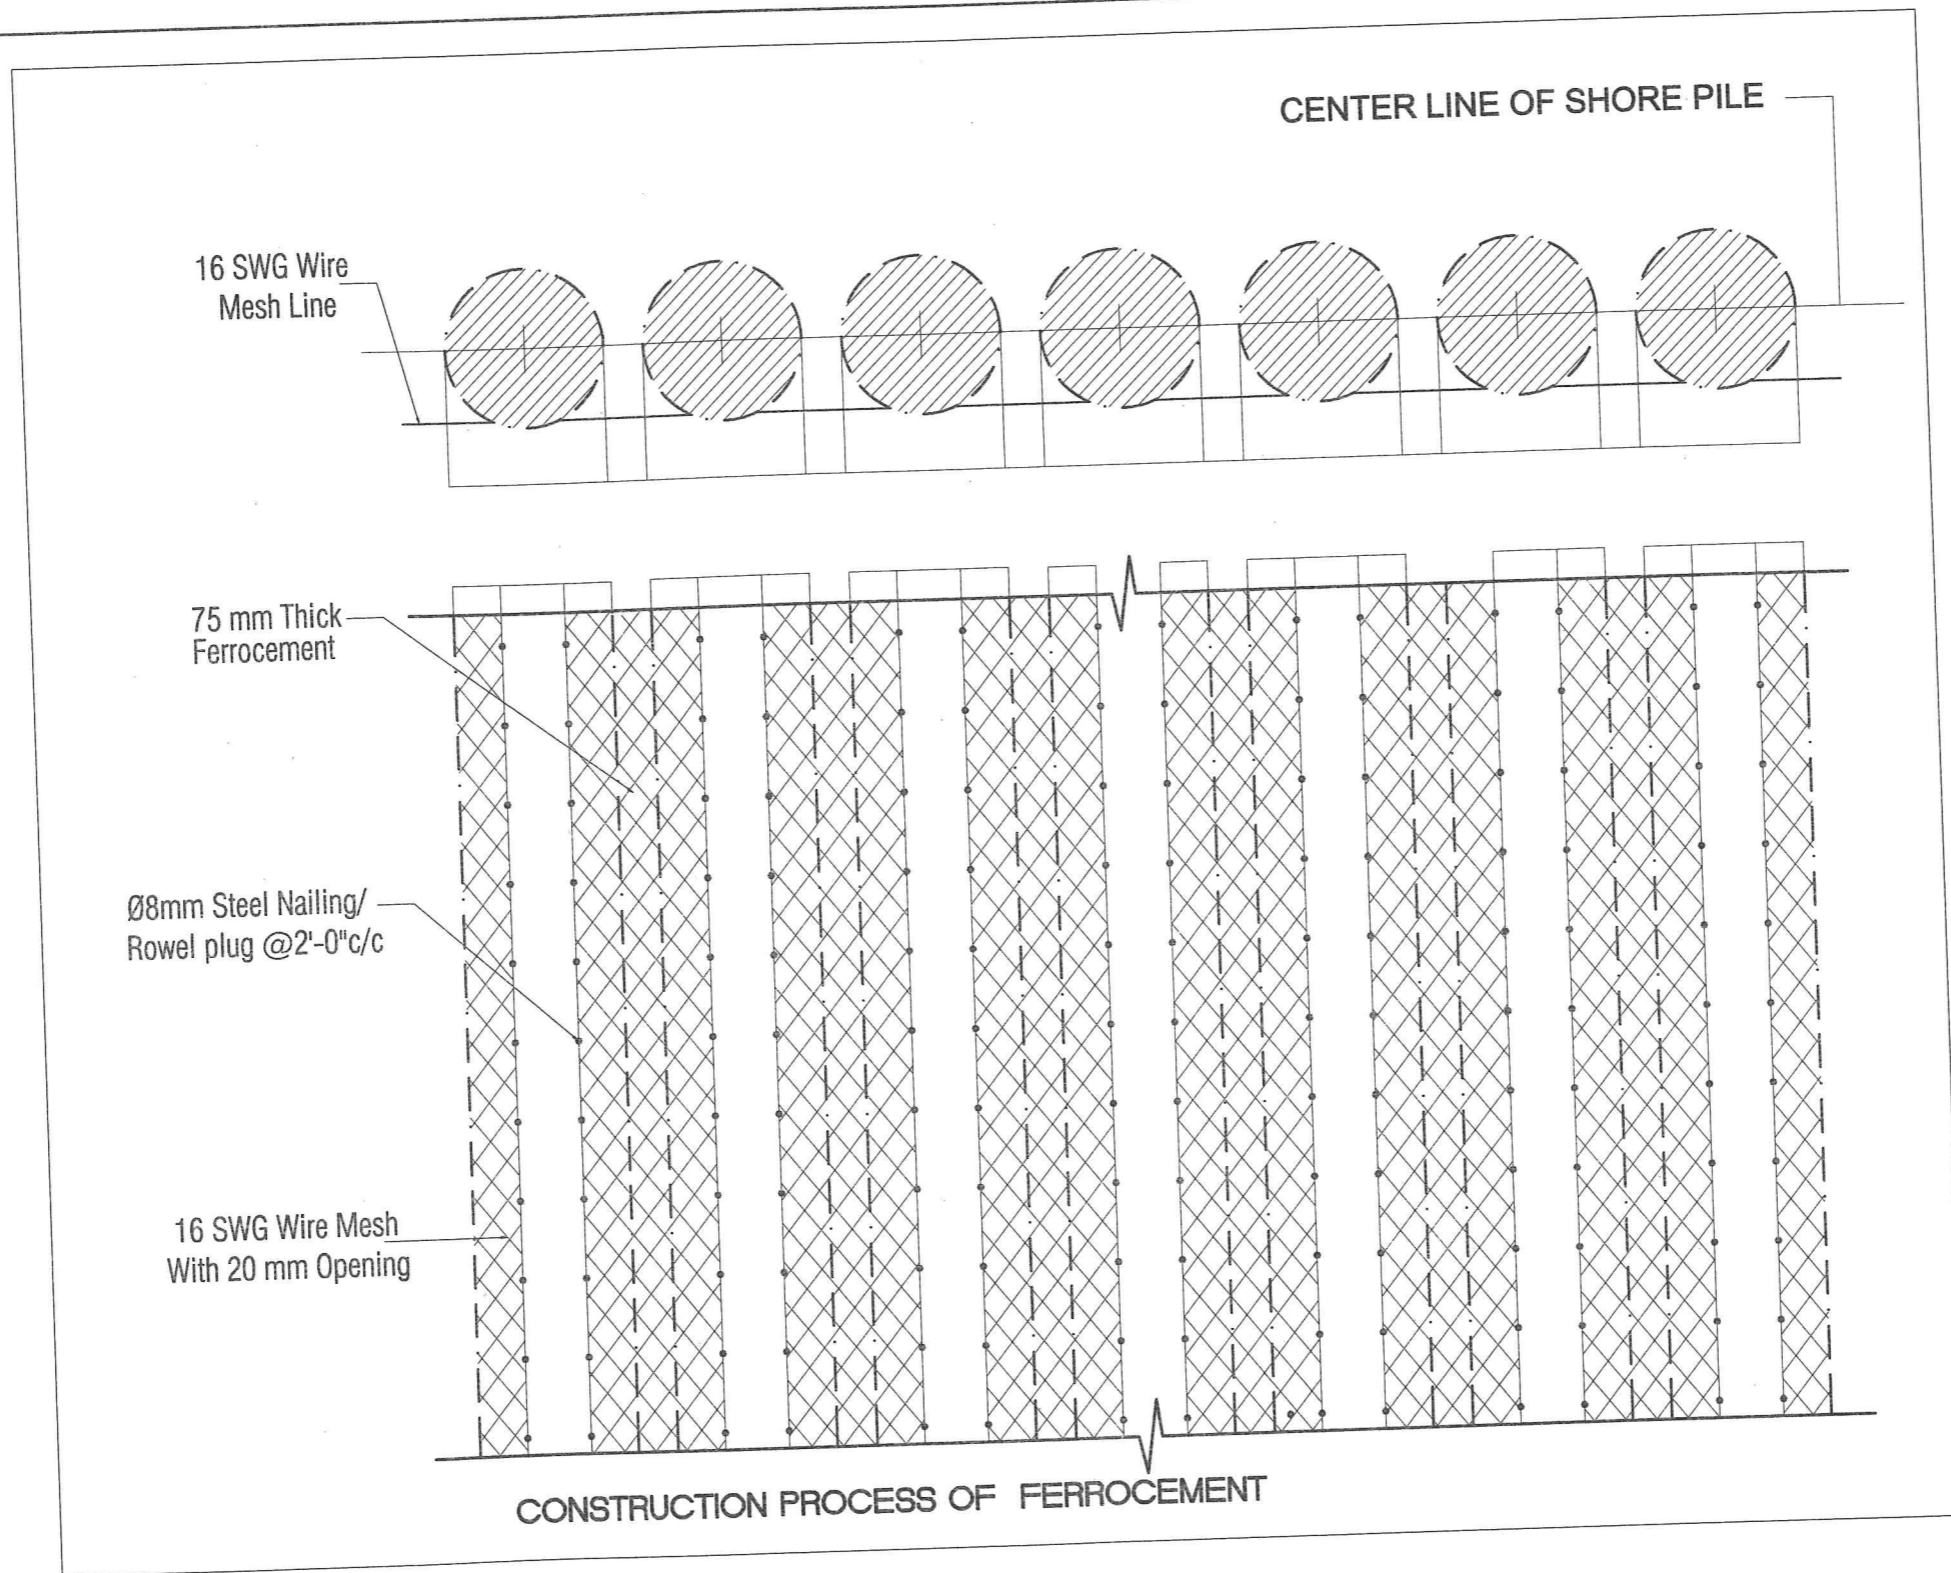 CENTER LINE OF SHORE PILE
16 SWG Wire
Mesh Line
75 mm Thick
Ferrocement
Ø8mm Steel Nailing/
Rowel plug @2'-0"c/c
16 SWG Wire Mesh
With 20 mm Opening
CONSTRUCTION PROCESS OF FERROCEMENT